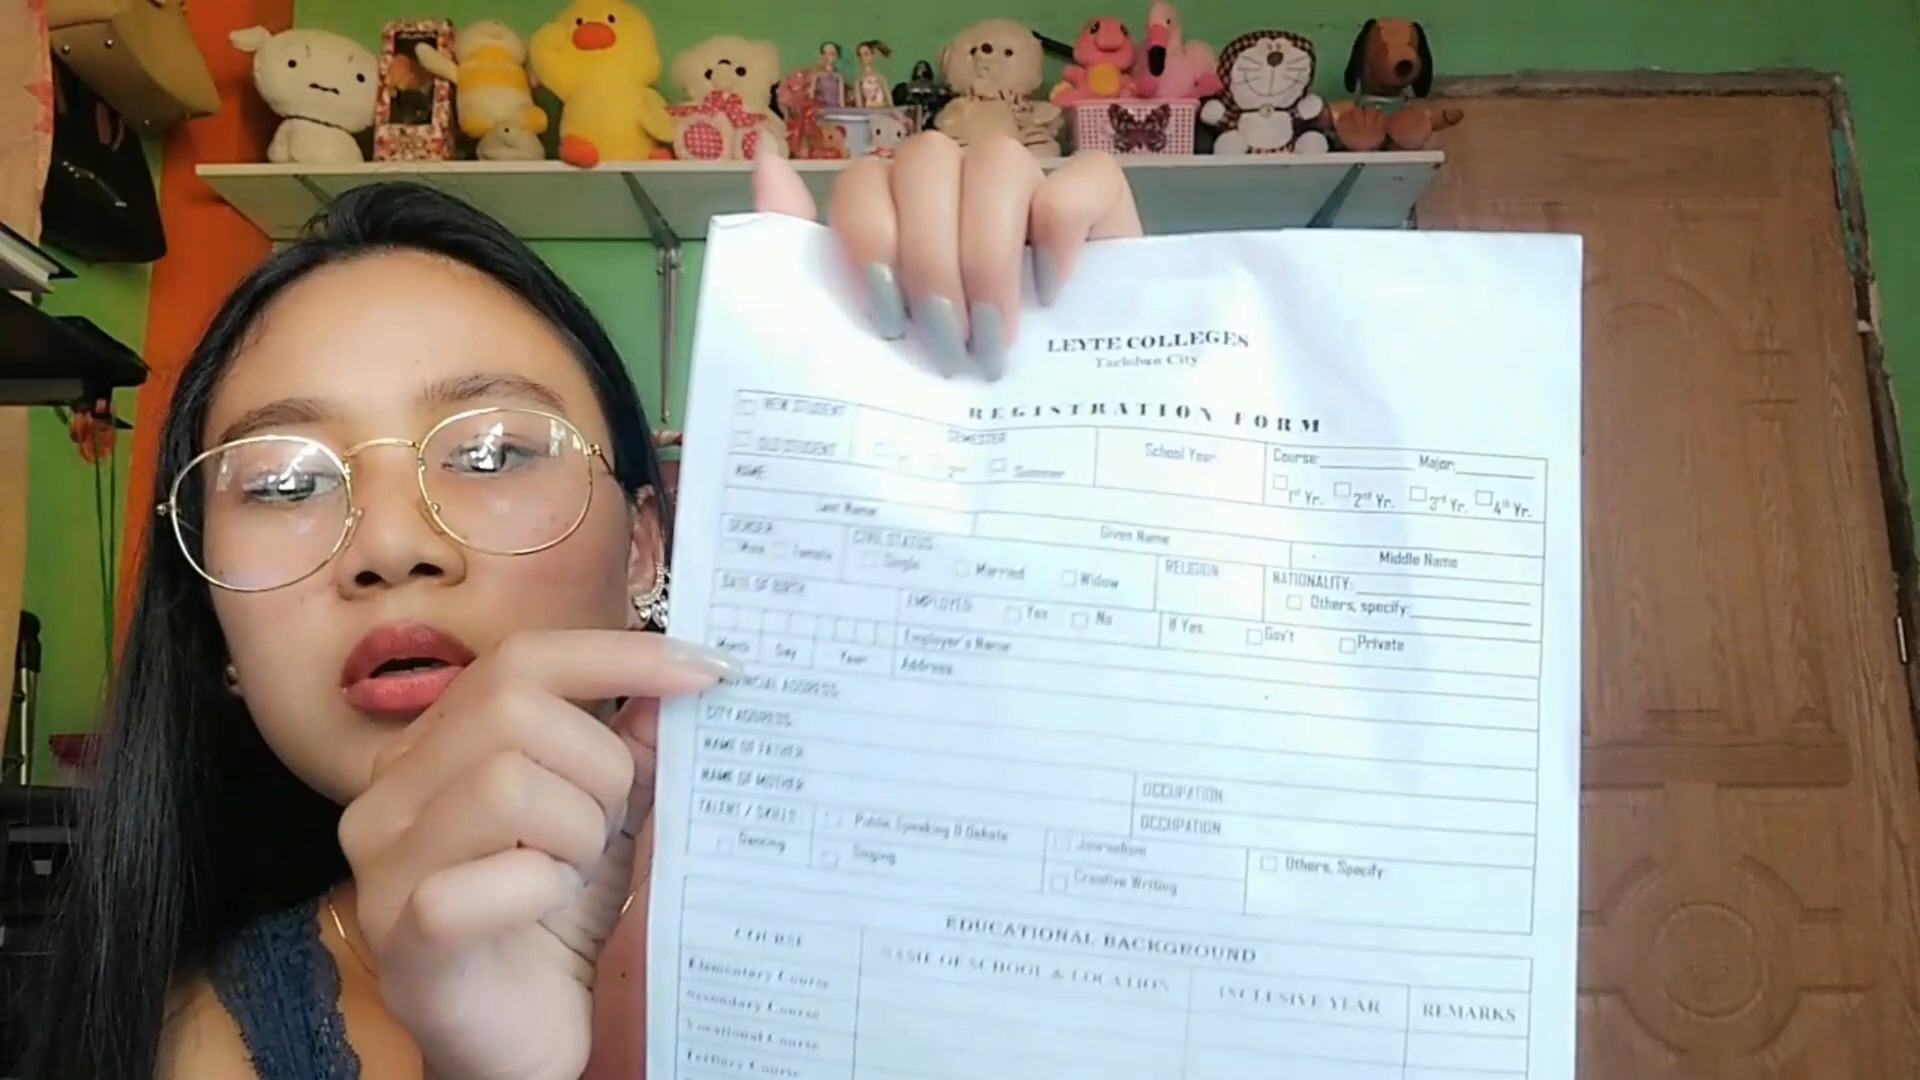 LEYTE COLLEGES
Tacloban City
REGISTRATION FORM
NEW STUDENT
OLD STUDENT
SEMESTER
1st 2nd Summer
School Year
Course: Major:
1st Yr. 2nd Yr. 3rd Yr. 4th Yr.
NAME:
Last Name Given Name Middle Name
GENDER
Male Female
CIVIL STATUS
Single Married Widow
RELIGION
NATIONALITY:
Others, specify:
DATE OF BIRTH
Month Day Year
EMPLOYED Yes No If Yes, Gov't Private
Employer's Name
Address
PROVINCIAL ADDRESS:
CITY ADDRESS:
NAME OF FATHER: OCCUPATION:
NAME OF MOTHER: OCCUPATION:
TALENT / SKILLS:
Dancing
Public Speaking & Debate
Singing
Journalism
Creative Writing
Others, Specify
EDUCATIONAL BACKGROUND
COURSE NAME OF SCHOOL & LOCATION INCLUSIVE YEAR REMARKS
Elementary Course
Secondary Course
Vocational Course
Tertiary Course